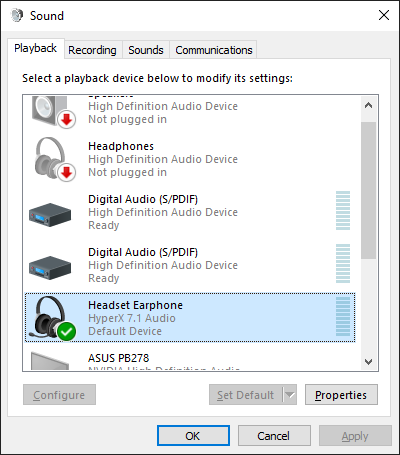 Sound
Playback Recording Sounds Communications
Select a playback device below to modify its settings:
Speakers
High Definition Audio Device
Not plugged in
Headphones
High Definition Audio Device
Not plugged in
Digital Audio (S/PDIF)
High Definition Audio Device
Ready
Digital Audio (S/PDIF)
High Definition Audio Device
Ready
Headset Earphone
HyperX 7.1 Audio
Default Device
ASUS PB278
NVIDIA High Definition Audio
Configure Set Default Properties
OK Cancel Apply